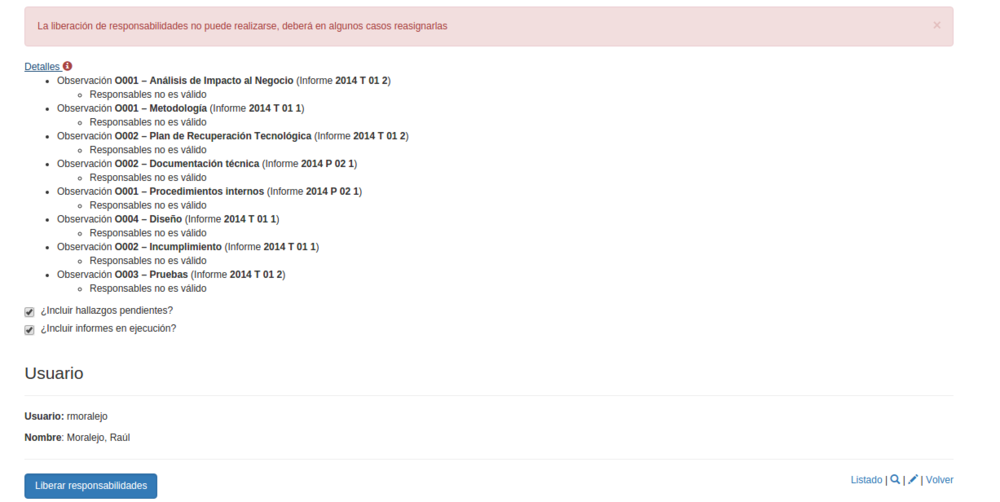 La liberación de responsabilidades no puede realizarse, deberá en algunos casos reasignarlas ×
Detalles
Observación O001 – Análisis de Impacto al Negocio (Informe 2014 T 01 2)
Responsables no es válido
Observación O001 – Metodología (Informe 2014 T 01 1)
Responsables no es válido
Observación O002 – Plan de Recuperación Tecnológica (Informe 2014 T 01 2)
Responsables no es válido
Observación O002 – Documentación técnica (Informe 2014 P 02 1)
Responsables no es válido
Observación O001 – Procedimientos internos (Informe 2014 P 02 1)
Responsables no es válido
Observación O004 – Diseño (Informe 2014 T 01 1)
Responsables no es válido
Observación O002 – Incumplimiento (Informe 2014 T 01 1)
Responsables no es válido
Observación O003 – Pruebas (Informe 2014 T 01 2)
Responsables no es válido
¿Incluir hallazgos pendientes?
¿Incluir informes en ejecución?
Usuario
Usuario: rmoralejo
Nombre: Moralejo, Raúl
Liberar responsabilidades
Listado | | | Volver